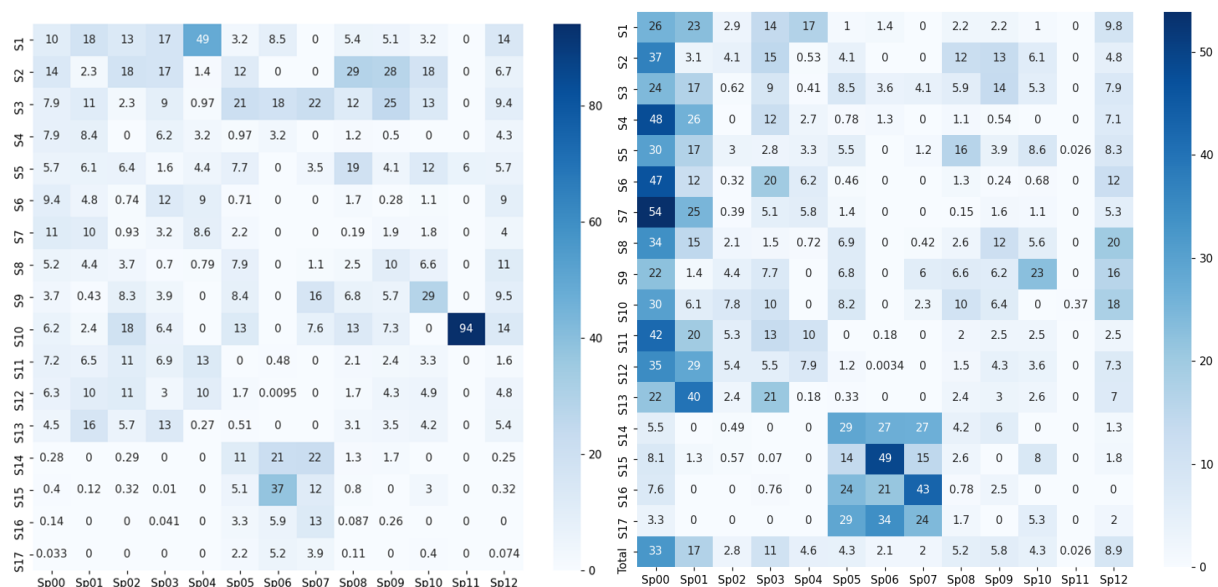 S1 10 18 13 17 49 3.2 8.5 0 5.4 5.1 3.2 0 14
S2 14 2.3 18 17 1.4 12 0 0 29 28 18 0 6.7
S3 7.9 11 2.3 9 0.97 21 18 22 12 25 13 0 9.4
S4 7.9 8.4 0 6.2 3.2 0.97 3.2 0 1.2 0.5 0 0 4.3
S5 5.7 6.1 6.4 1.6 4.4 7.7 0 3.5 19 4.1 12 6 5.7
S6 9.4 4.8 0.74 12 9 0.71 0 0 1.7 0.28 1.1 0 9
S7 11 10 0.93 3.2 8.6 2.2 0 0 0.19 1.9 1.8 0 4
S8 5.2 4.4 3.7 0.7 0.79 7.9 0 1.1 2.5 10 6.6 0 11
S9 3.7 0.43 8.3 3.9 0 8.4 0 16 6.8 5.7 29 0 9.5
S10 6.2 2.4 18 6.4 0 13 0 7.6 13 7.3 0 94 14
S11 7.2 6.5 11 6.9 13 0 0.48 0 2.1 2.4 3.3 0 1.6
S12 6.3 10 11 3 10 1.7 0.0095 0 1.7 4.3 4.9 0 4.8
S13 4.5 16 5.7 13 0.27 0.51 0 0 3.1 3.5 4.2 0 5.4
S14 0.28 0 0.29 0 0 11 21 22 1.3 1.7 0 0 0.25
S15 0.4 0.12 0.32 0.01 0 5.1 37 12 0.8 0 3 0 0.32
S16 0.14 0 0 0.041 0 3.3 5.9 13 0.087 0.26 0 0 0
S17 0.033 0 0 0 0 2.2 5.2 3.9 0.11 0 0.4 0 0.074
Sp00 Sp01 Sp02 Sp03 Sp04 Sp05 Sp06 Sp07 Sp08 Sp09 Sp10 Sp11 Sp12
80
60
40
20
0
S1 26 23 2.9 14 17 1 1.4 0 2.2 2.2 1 0 9.8
S2 37 3.1 4.1 15 0.53 4.1 0 0 12 13 6.1 0 4.8
S3 24 17 0.62 9 0.41 8.5 3.6 4.1 5.9 14 5.3 0 7.9
S4 48 26 0 12 2.7 0.78 1.3 0 1.1 0.54 0 0 7.1
S5 30 17 3 2.8 3.3 5.5 0 1.2 16 3.9 8.6 0.026 8.3
S6 47 12 0.32 20 6.2 0.46 0 0 1.3 0.24 0.68 0 12
S7 54 25 0.39 5.1 5.8 1.4 0 0 0.15 1.6 1.1 0 5.3
S8 34 15 2.1 1.5 0.72 6.9 0 0.42 2.6 12 5.6 0 20
S9 22 1.4 4.4 7.7 0 6.8 0 6 6.6 6.2 23 0 16
S10 30 6.1 7.8 10 0 8.2 0 2.3 10 6.4 0 0.37 18
S11 42 20 5.3 13 10 0 0.18 0 2 2.5 2.5 0 2.5
S12 35 29 5.4 5.5 7.9 1.2 0.0034 0 1.5 4.3 3.6 0 7.3
S13 22 40 2.4 21 0.18 0.33 0 0 2.4 3 2.6 0 7
S14 5.5 0 0.49 0 0 29 27 27 4.2 6 0 0 1.3
S15 8.1 1.3 0.57 0.07 0 14 49 15 2.6 0 8 0 1.8
S16 7.6 0 0 0.76 0 24 21 43 0.78 2.5 0 0 0
S17 3.3 0 0 0 0 29 34 24 1.7 0 5.3 0 2
Total 33 17 2.8 11 4.6 4.3 2.1 2 5.2 5.8 4.3 0.026 8.9
Sp00 Sp01 Sp02 Sp03 Sp04 Sp05 Sp06 Sp07 Sp08 Sp09 Sp10 Sp11 Sp12
50
40
30
20
10
0